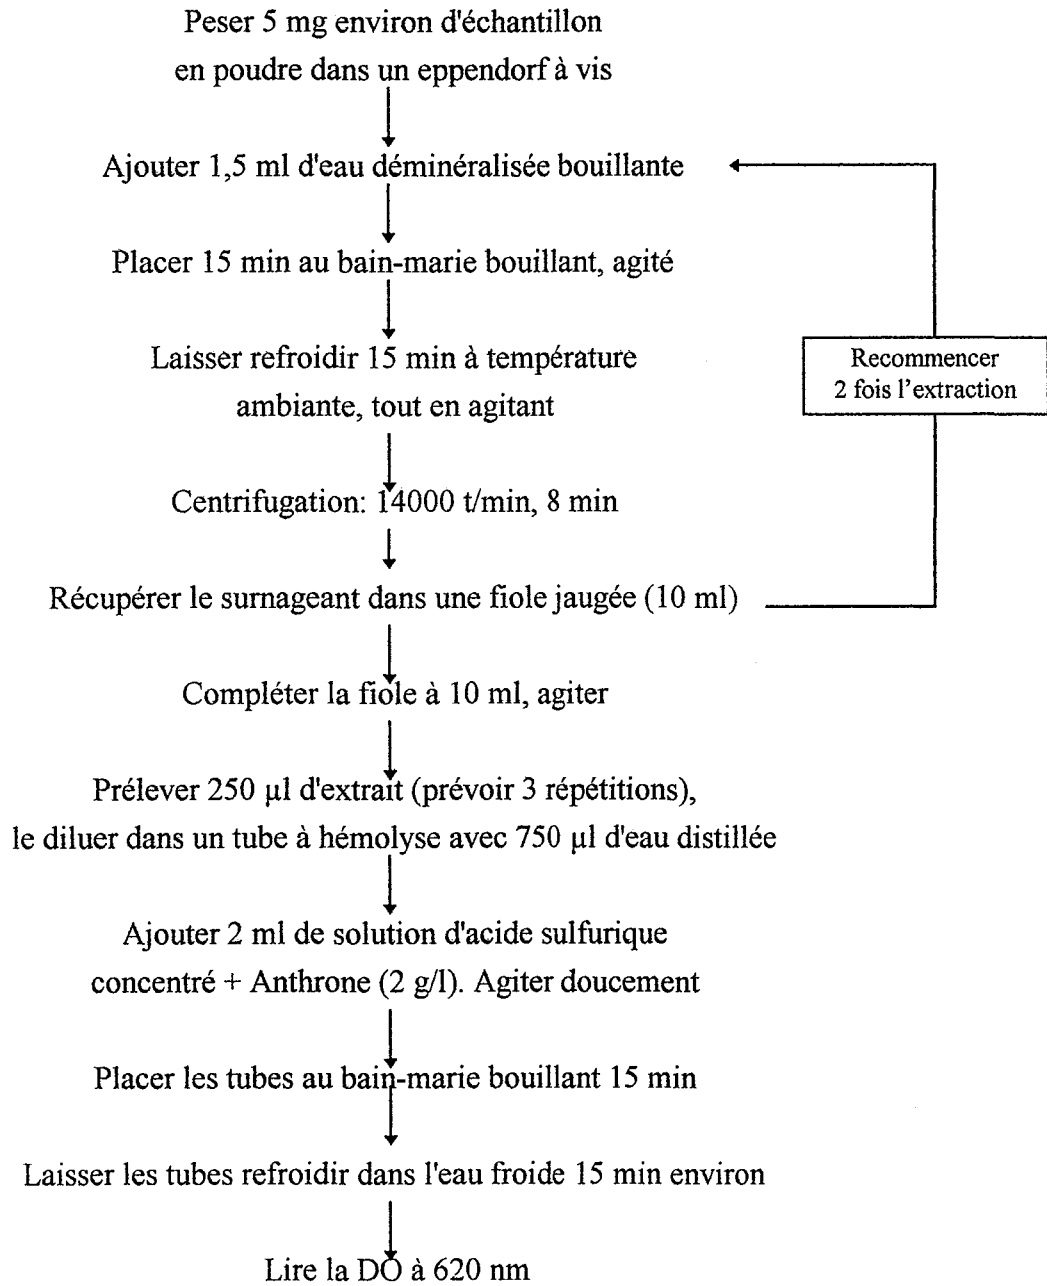 Peser 5 mg environ d'échantillon
en poudre dans un eppendorf à vis
Ajouter 1,5 ml d'eau déminéralisée bouillante
Placer 15 min au bain-marie bouillant, agité
Laisser refroidir 15 min à température
ambiante, tout en agitant
Recommencer
2 fois l'extraction
Centrifugation: 14000 t/min, 8 min
Récupérer le surnageant dans une fiole jaugée (10 ml)
Compléter la fiole à 10 ml, agiter
Prélever 250 µl d'extrait (prévoir 3 répétitions),
le diluer dans un tube à hémolyse avec 750 µl d'eau distillée
Ajouter 2 ml de solution d'acide sulfurique
concentré + Anthrone (2 g/l). Agiter doucement
Placer les tubes au bain-marie bouillant 15 min
Laisser les tubes refroidir dans l'eau froide 15 min environ
Lire la DO à 620 nm